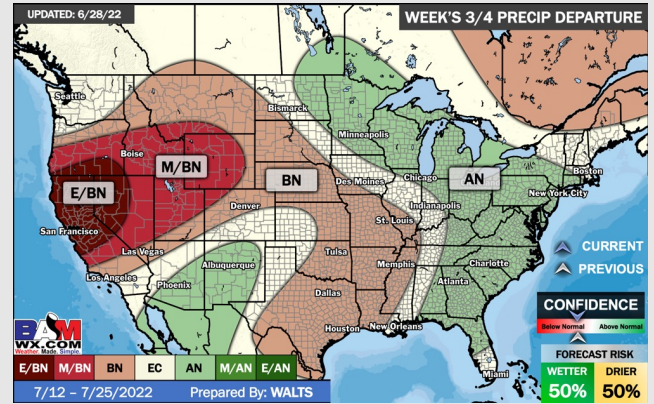 UPDATED: 6/28/22
WEEK'S 3/4 PRECIP DEPARTURE
Seattle
Bismarck
Minneapolis
Boise
M/BN
E/BN
BN
Des Moines
Chicago
AN
Boston
New York City
Indianapolis
Denver
St. Louis
San Francisco
Las Vegas
Tulsa
Memphis
Charlotte
Los Angeles
Albuquerque
Phoenix
Atlanta
Dallas
Houston
New Orleans
Miami
CURRENT
PREVIOUS
CONFIDENCE
Below Normal Above Normal
FORECAST RISK
WETTER DRIER
50% 50%
BAM
WX.COM
Weather. Made. Simple.
E/BN M/BN BN EC AN M/AN E/AN
7/12 – 7/25/2022 Prepared By: WALTS